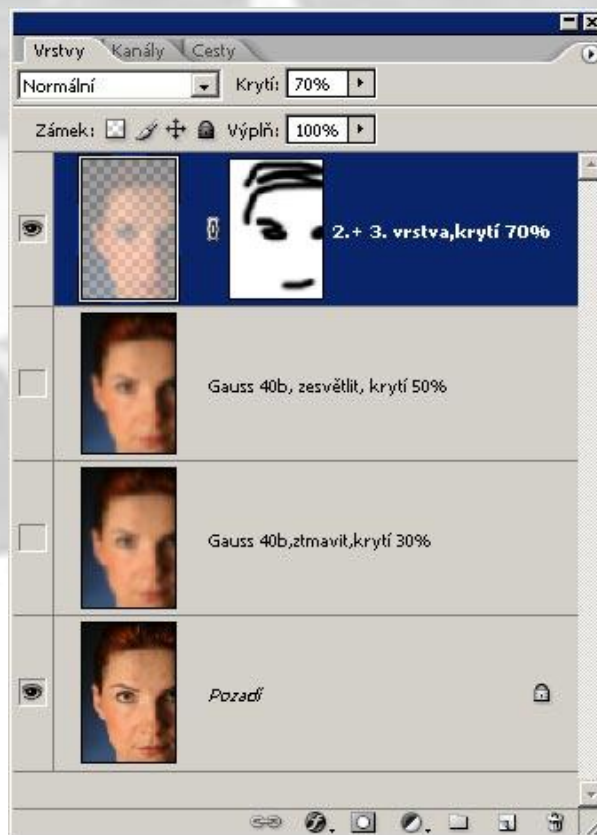 Vrstvy Kanály Cesty
Normální Krytí: 70%
Zámek: Výplň: 100%
2.+ 3. vrstva,krytí 70%
Gauss 40b, zesvětlit, krytí 50%
Gauss 40b,ztmavit,krytí 30%
Pozadí